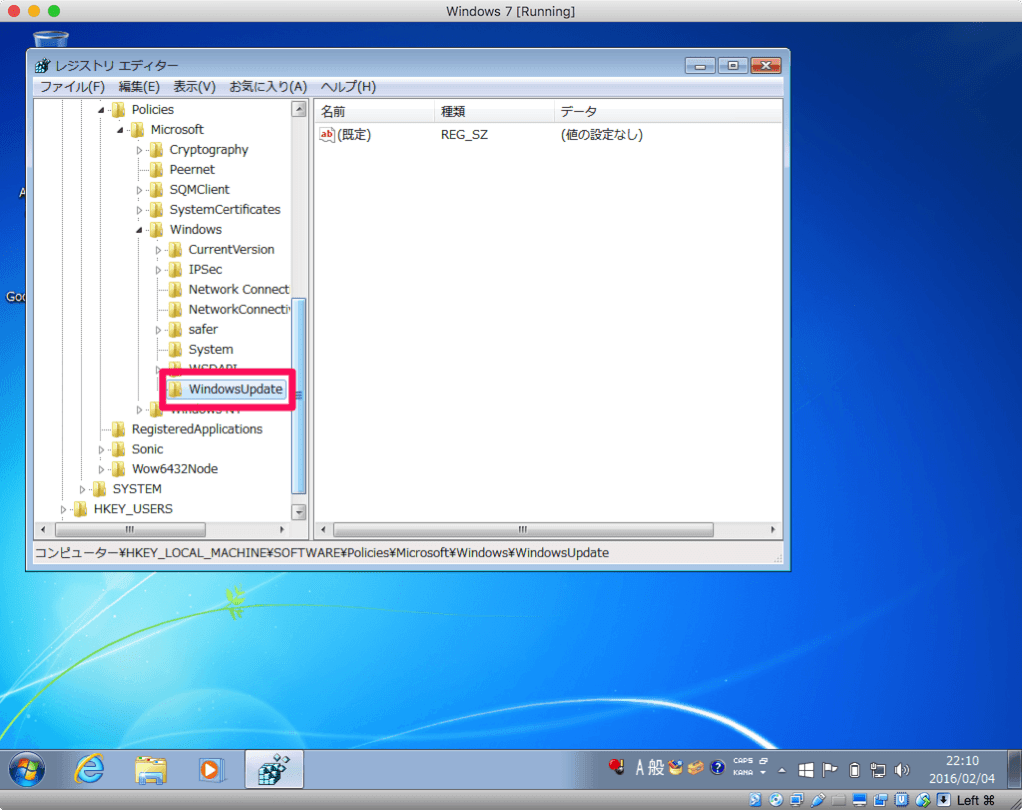 Windows 7 [Running]
レジストリ エディター
ファイル(F) 編集(E) 表示(V) お気に入り(A) ヘルプ(H)
Policies
Microsoft
Cryptography
Peernet
SQMClient
SystemCertificates
Windows
CurrentVersion
IPSec
Network Connect
NetworkConnectiv
safer
System
WSDAPI
WindowsUpdate
Windows NT
RegisteredApplications
Sonic
Wow6432Node
SYSTEM
HKEY_USERS
名前 種類 データ
ab (既定) REG_SZ (値の設定なし)
コンピューター¥HKEY_LOCAL_MACHINE¥SOFTWARE¥Policies¥Microsoft¥Windows¥WindowsUpdate
A
Goo
A 般
CAPS
KANA
22:10
2016/02/04
Left ⌘